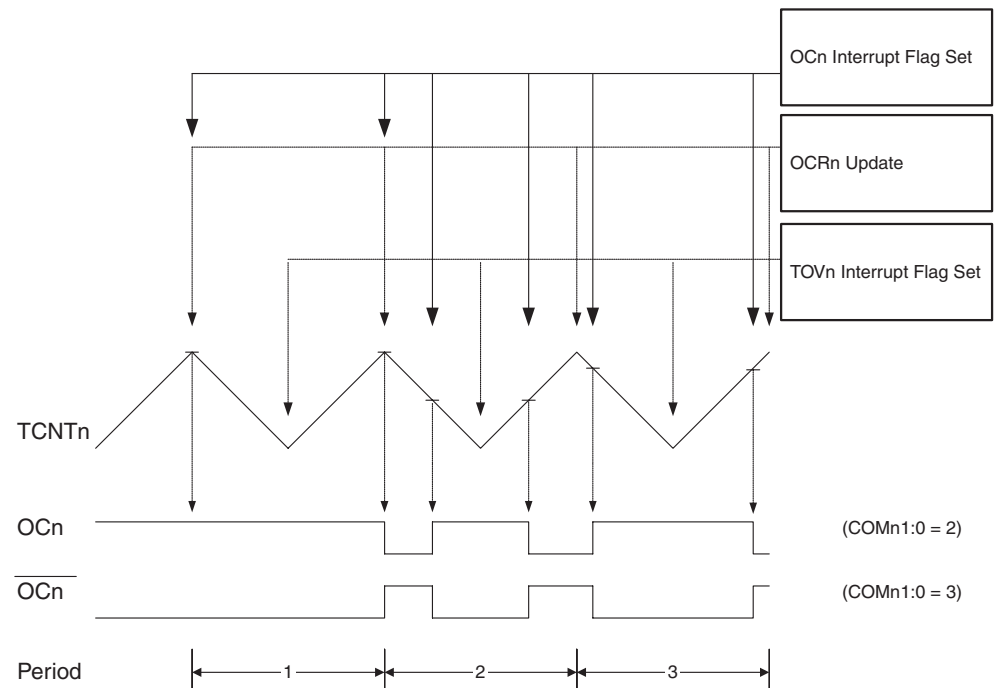 OCn Interrupt Flag Set
OCRn Update
TOVn Interrupt Flag Set
TCNTn
OCn
(COMn1:0 = 2)
OCn
(COMn1:0 = 3)
Period
1
2
3